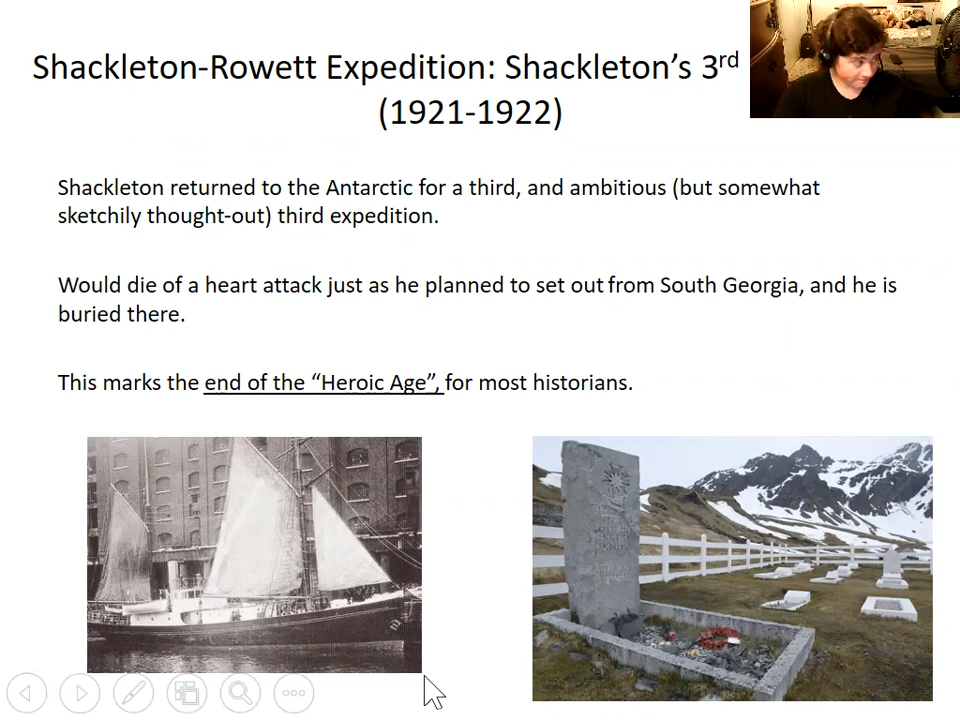 Shackleton-Rowett Expedition: Shackleton’s 3rd
(1921-1922)
Shackleton returned to the Antarctic for a third, and ambitious (but somewhat
sketchily thought-out) third expedition.
Would die of a heart attack just as he planned to set out from South Georgia, and he is
buried there.
This marks the end of the “Heroic Age”, for most historians.